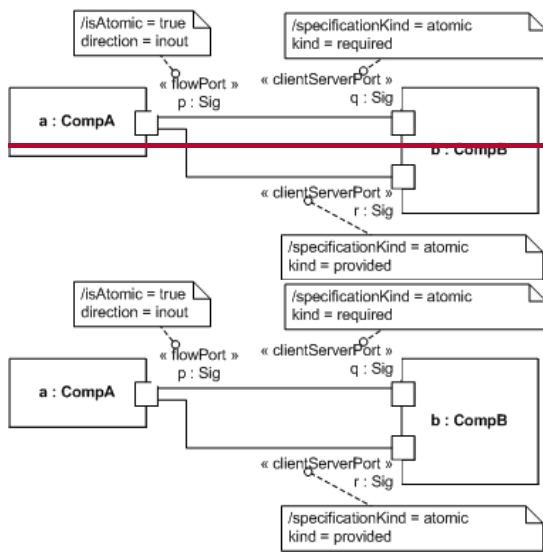 /isAtomic = true
direction = inout
/specificationKind = atomic
kind = required
« flowPort »
p : Sig
« clientServerPort »
q : Sig
a : CompA
b : CompB
« clientServerPort »
r : Sig
/specificationKind = atomic
kind = provided
/isAtomic = true
direction = inout
/specificationKind = atomic
kind = required
« flowPort »
p : Sig
« clientServerPort »
q : Sig
a : CompA
b : CompB
« clientServerPort »
r : Sig
/specificationKind = atomic
kind = provided